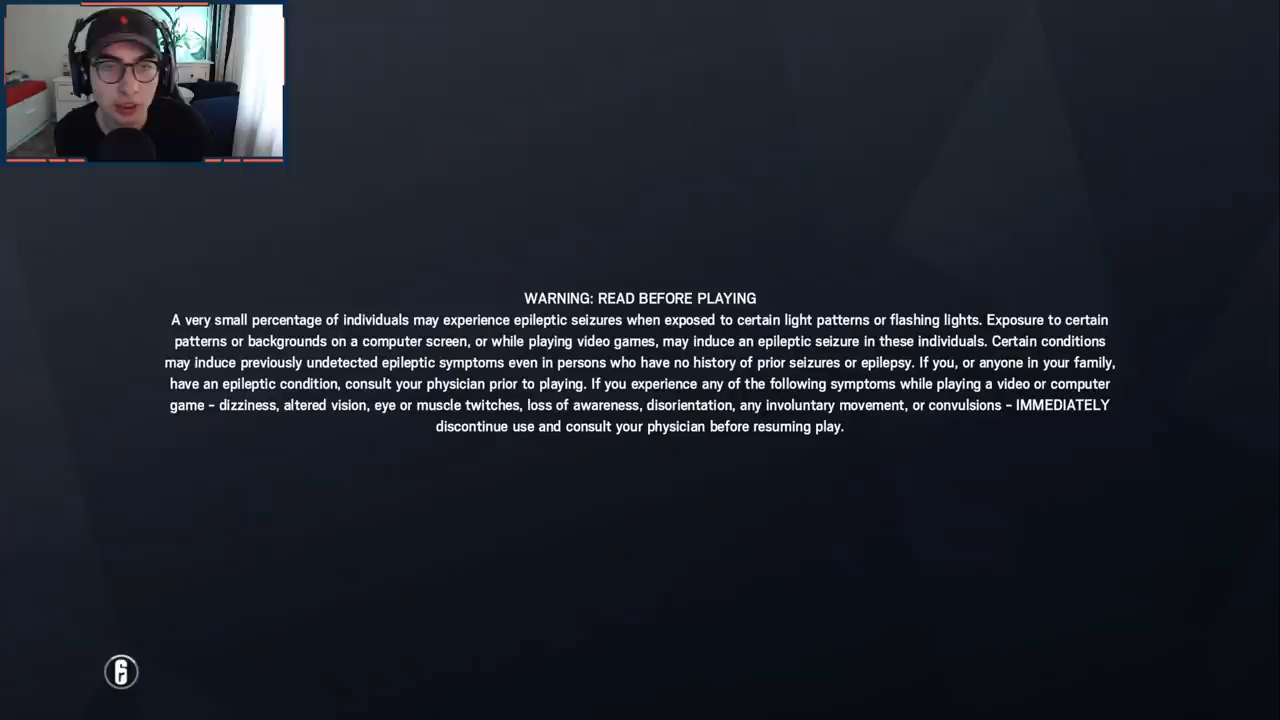 WARNING: READ BEFORE PLAYING
A very small percentage of individuals may experience epileptic seizures when exposed to certain light patterns or flashing lights. Exposure to certain
patterns or backgrounds on a computer screen, or while playing video games, may induce an epileptic seizure in these individuals. Certain conditions
may induce previously undetected epileptic symptoms even in persons who have no history of prior seizures or epilepsy. If you, or anyone in your family,
have an epileptic condition, consult your physician prior to playing. If you experience any of the following symptoms while playing a video or computer
game - dizziness, altered vision, eye or muscle twitches, loss of awareness, disorientation, any involuntary movement, or convulsions - IMMEDIATELY
discontinue use and consult your physician before resuming play.
6